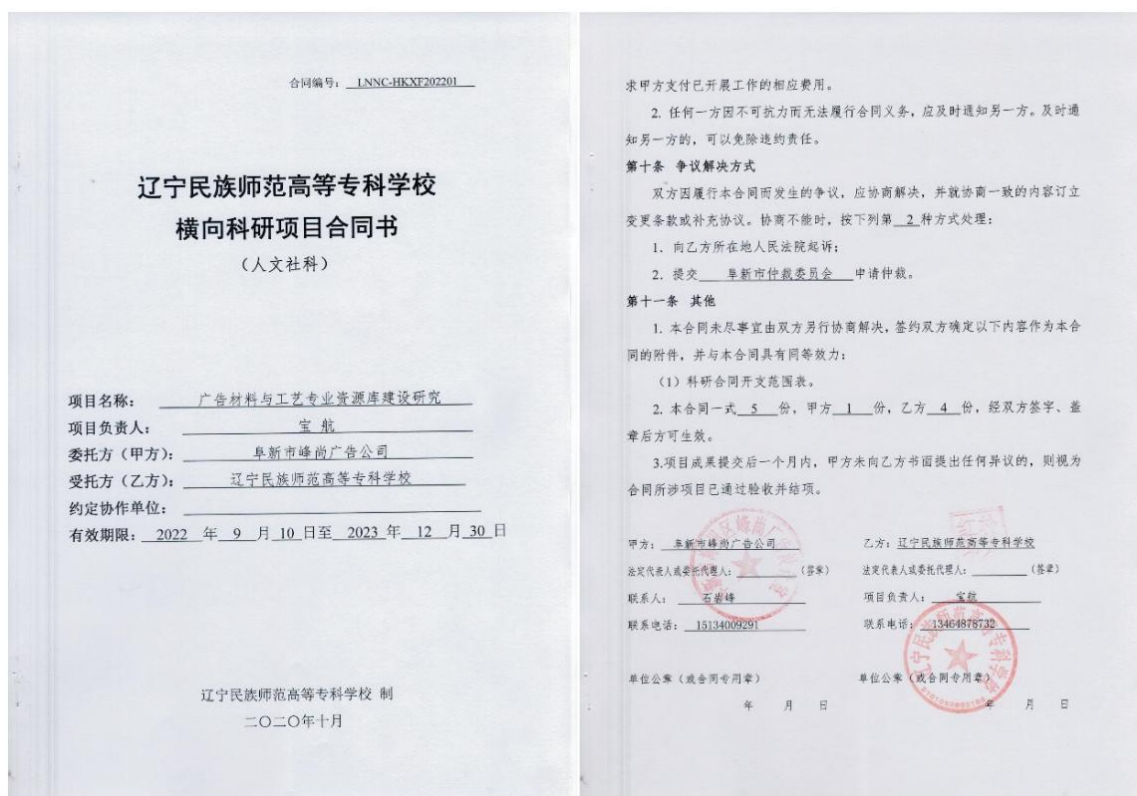 合同编号：LNNC-HKXF202201
辽宁民族师范高等专科学校
横向科研项目合同书
（人文社科）
项目名称：广告材料与工艺专业资源库建设研究
项目负责人：宝航
委托方（甲方）：阜新市峰尚广告公司
受托方（乙方）：辽宁民族师范高等专科学校
约定协作单位：
有效期限：2022 年 9 月 10 日至 2023 年 12 月 30 日
辽宁民族师范高等专科学校 制
二〇二〇年十月
求甲方支付已开展工作的相应费用。
2. 任何一方因不可抗力而无法履行合同义务，应及时通知另一方。及时通
知另一方的，可以免除违约责任。
第十条 争议解决方式
双方因履行本合同而发生的争议，应协商解决，并就协商一致的内容订立
变更条款或补充协议。协商不能时，按下列第 2 种方式处理：
1. 向乙方所在地人民法院起诉；
2. 提交 阜新市仲裁委员会 申请仲裁。
第十一条 其他
1. 本合同未尽事宜由双方另行协商解决，签约双方确定以下内容作为本合
同的附件，并与本合同具有同等效力：
（1）科研合同开支范围表。
2. 本合同一式 5 份，甲方 1 份，乙方 4 份，经双方签字、盖
章后方可生效。
3.项目成果提交后一个月内，甲方未向乙方书面提出任何异议的，则视为
合同所涉项目已通过验收并结项。
甲方：阜新市峰尚广告公司 乙方：辽宁民族师范高等专科学校
法定代表人或委托代理人： （签章） 法定代表人或委托代理人： （签章）
联系人：石岩峰 项目负责人：宝航
联系电话：15134009291 联系电话：13464878732
单位公章（或合同专用章） 单位公章（或合同专用章）
年 月 日 年 月 日
辽宁民族师范高等专科学校